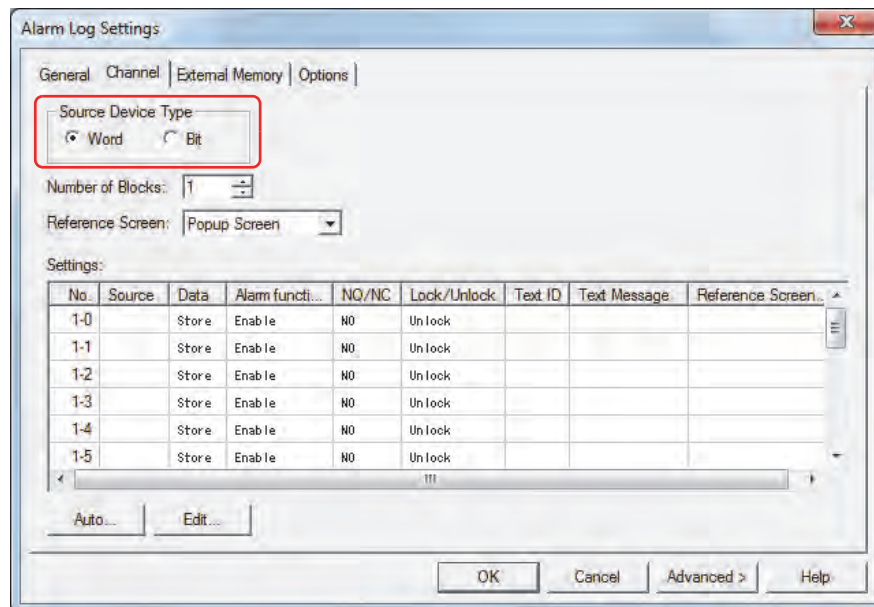 Alarm Log Settings
General Channel External Memory Options
Source Device Type
Word Bit
Number of Blocks: 1
Reference Screen: Popup Screen
Settings:
No. Source Data Alarm functi... NO/NC Lock/Unlock Text ID Text Message Reference Screen..
1-0 Store Enable NO Unlock
1-1 Store Enable NO Unlock
1-2 Store Enable NO Unlock
1-3 Store Enable NO Unlock
1-4 Store Enable NO Unlock
1-5 Store Enable NO Unlock
Auto... Edit...
OK Cancel Advanced > Help